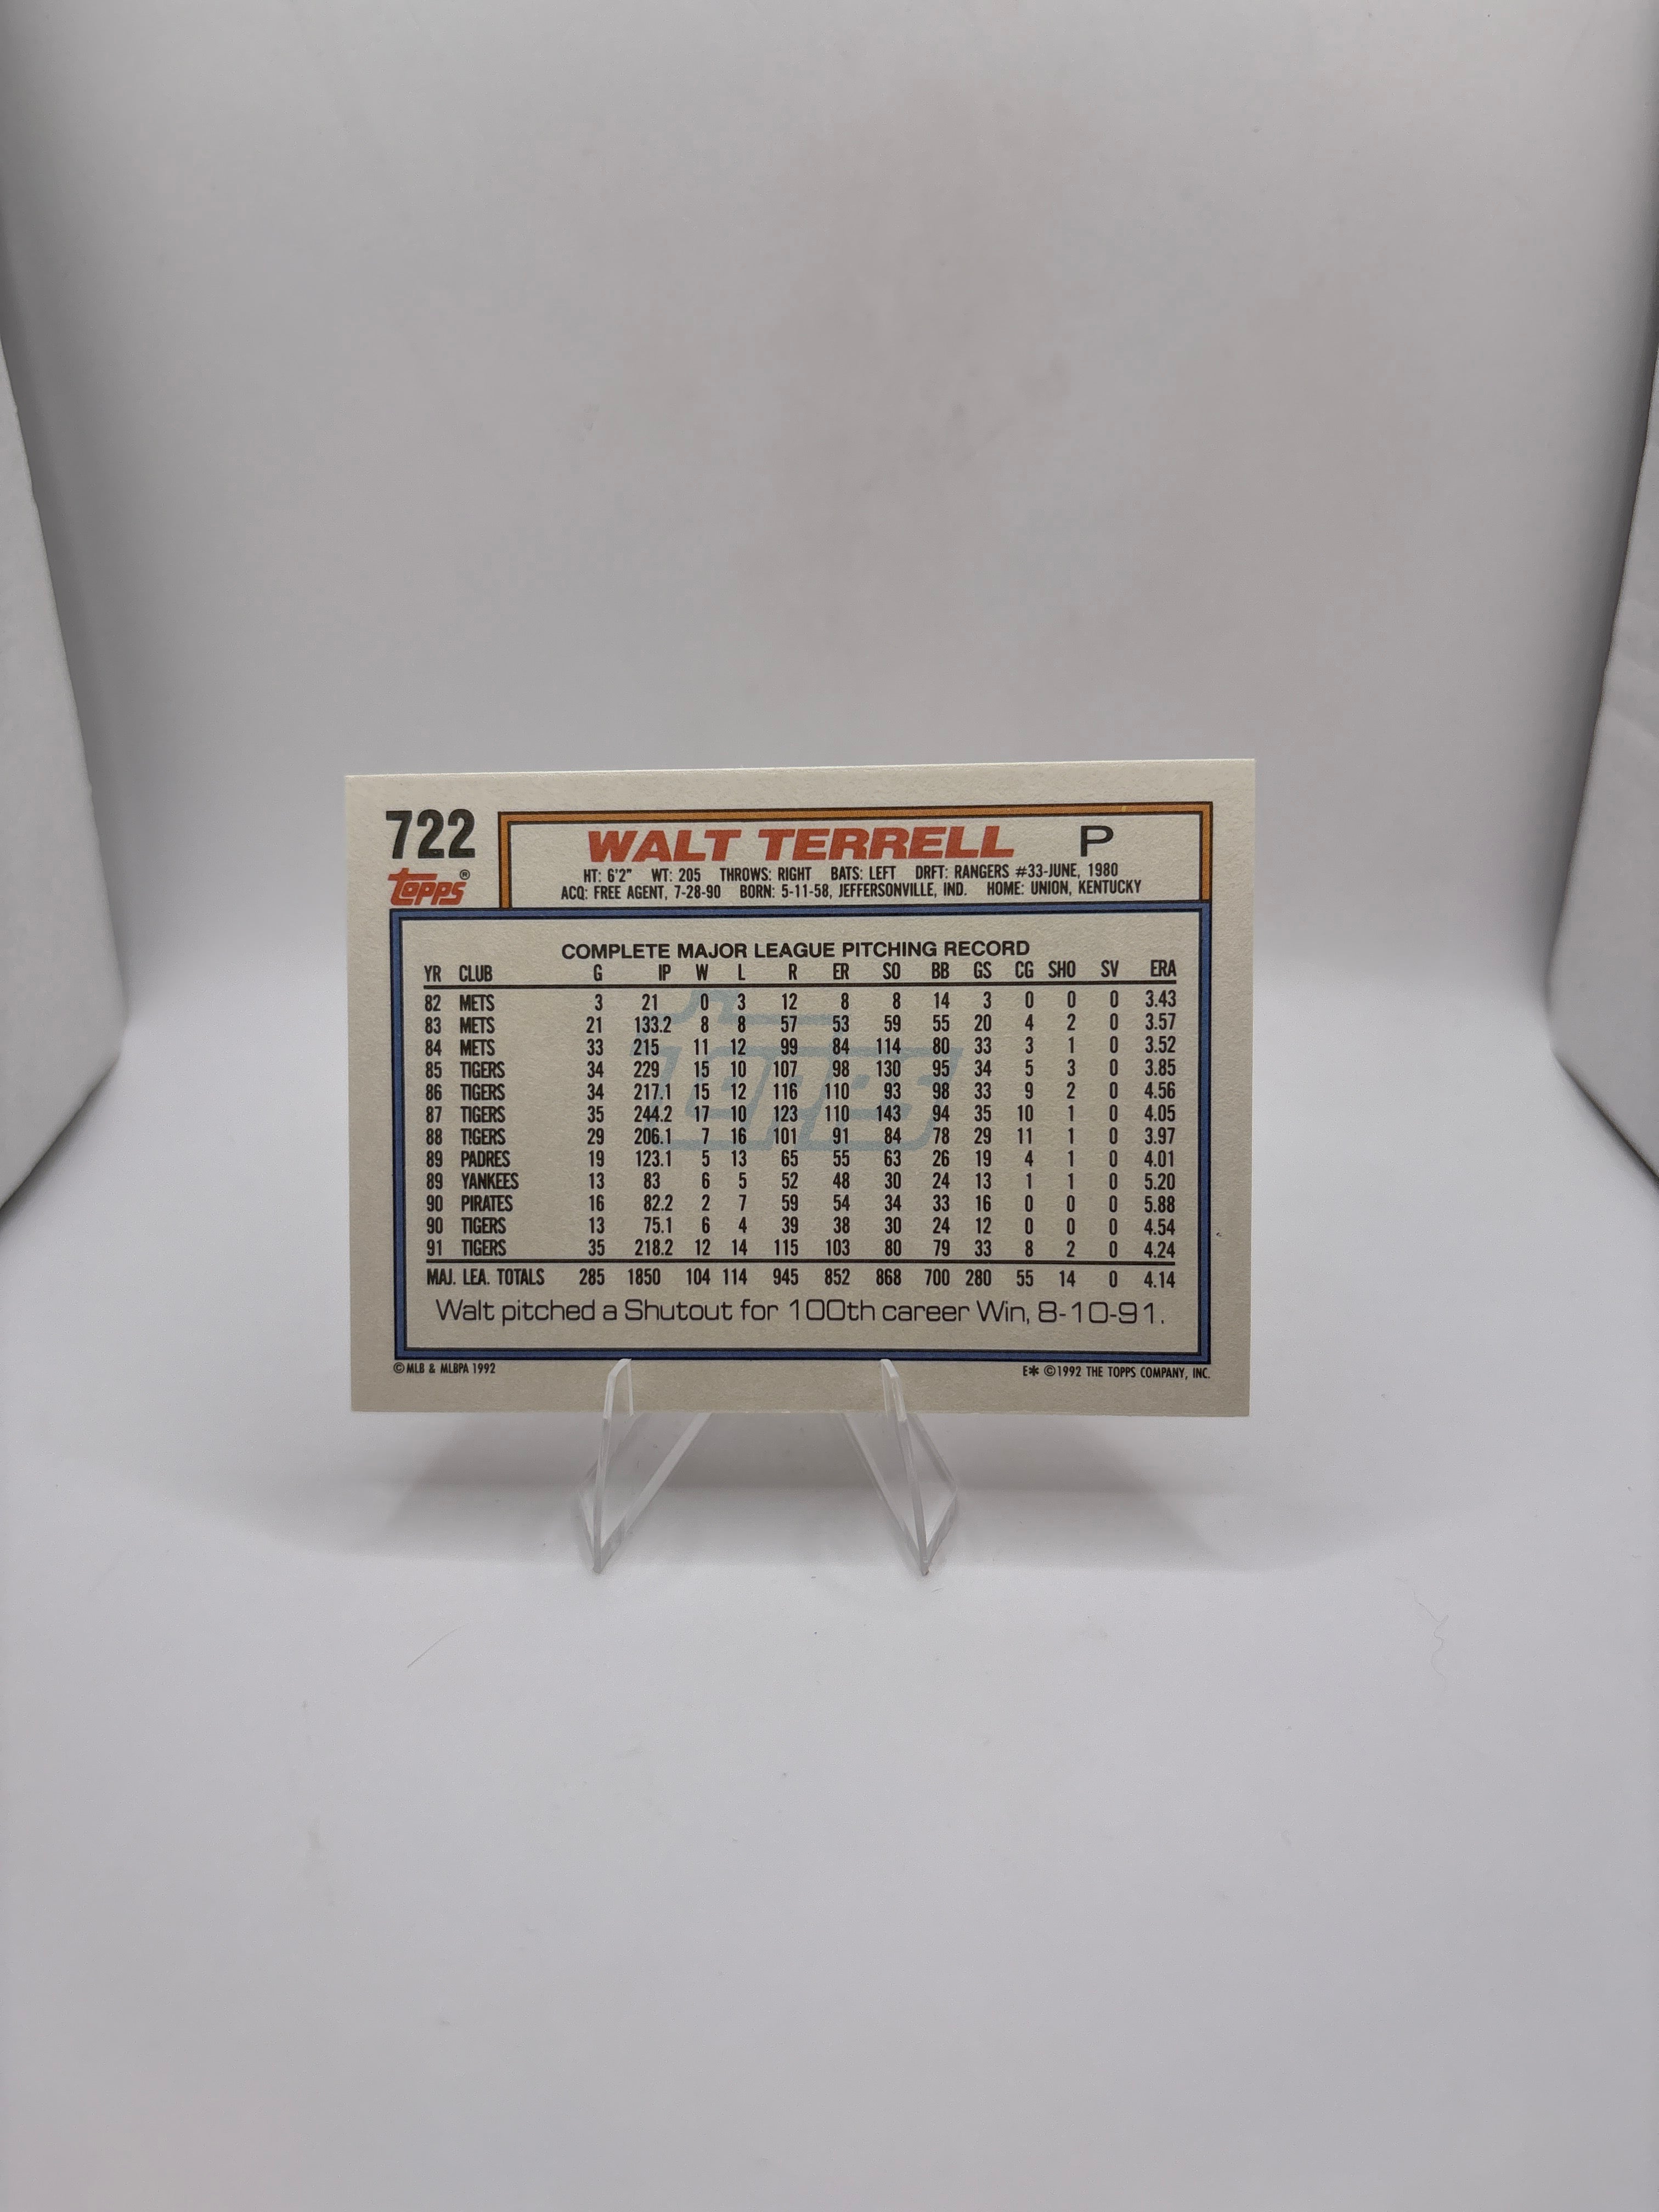 722
Topps®
WALT TERRELL P
HT: 6'2" WT: 205 THROWS: RIGHT BATS: LEFT DRFT: RANGERS #33-JUNE, 1980
ACQ: FREE AGENT, 7-28-90 BORN: 5-11-58, JEFFERSONVILLE, IND. HOME: UNION, KENTUCKY
COMPLETE MAJOR LEAGUE PITCHING RECORD
YR CLUB G IP W L R ER SO BB GS CG SHO SV ERA
82 METS 3 21 0 3 12 8 8 14 3 0 0 0 3.43
83 METS 21 133.2 8 8 57 53 59 55 20 4 2 0 3.57
84 METS 33 215 11 12 99 84 114 80 33 3 1 0 3.52
85 TIGERS 34 229 15 10 107 98 130 95 34 5 3 0 3.85
86 TIGERS 34 217.1 15 12 116 110 93 98 33 9 2 0 4.56
87 TIGERS 35 244.2 17 10 123 110 143 94 35 10 1 0 4.05
88 TIGERS 29 206.1 7 16 101 91 84 78 29 11 1 0 3.97
89 PADRES 19 123.1 5 13 65 55 63 26 19 4 1 0 4.01
89 YANKEES 13 83 6 5 52 48 30 24 13 1 1 0 5.20
90 PIRATES 16 82.2 2 7 59 54 34 33 16 0 0 0 5.88
90 TIGERS 13 75.1 6 4 39 38 30 24 12 0 0 0 4.54
91 TIGERS 35 218.2 12 14 115 103 80 79 33 8 2 0 4.24
MAJ. LEA. TOTALS 285 1850 104 114 945 852 868 700 280 55 14 0 4.14
Walt pitched a Shutout for 100th career Win, 8-10-91.
© MLB & MLBPA 1992 E* © 1992 THE TOPPS COMPANY, INC.